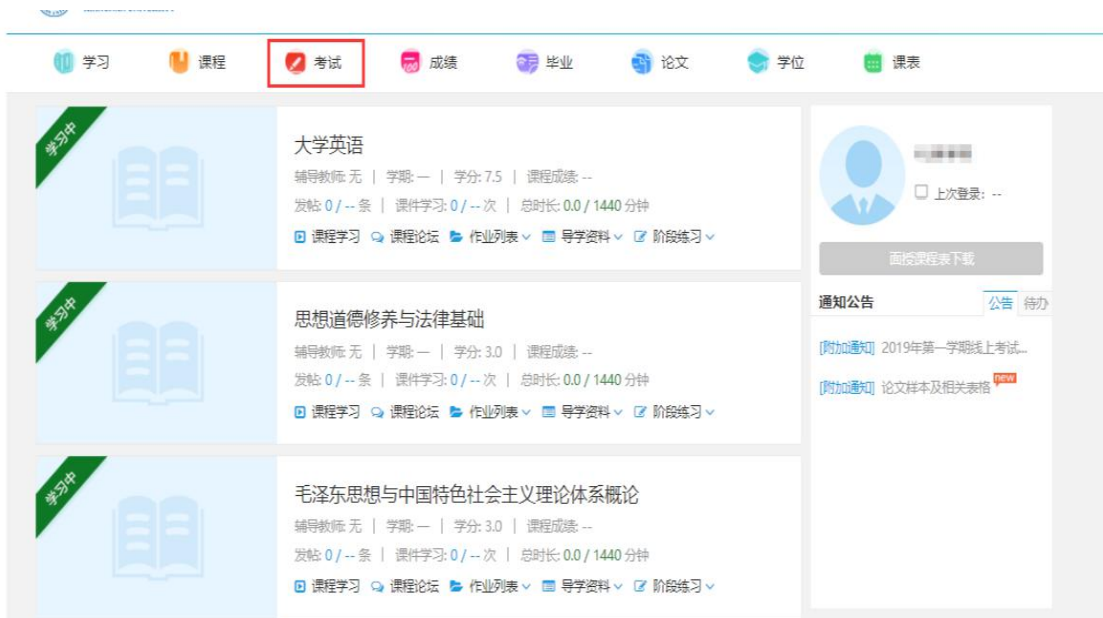 学习 课程 考试 成绩 毕业 论文 学位 课表
学习中
大学英语
辅导教师: 无 | 学期: — | 学分: 7.5 | 课程成绩: --
发帖: 0 / -- 条 | 课件学习: 0 / -- 次 | 总时长: 0.0 / 1440 分钟
课程学习 课程论坛 作业列表 导学资料 阶段练习
学习中
思想道德修养与法律基础
辅导教师: 无 | 学期: — | 学分: 3.0 | 课程成绩: --
发帖: 0 / -- 条 | 课件学习: 0 / -- 次 | 总时长: 0.0 / 1440 分钟
课程学习 课程论坛 作业列表 导学资料 阶段练习
学习中
毛泽东思想与中国特色社会主义理论体系概论
辅导教师: 无 | 学期: — | 学分: 3.0 | 课程成绩: --
发帖: 0 / -- 条 | 课件学习: 0 / -- 次 | 总时长: 0.0 / 1440 分钟
课程学习 课程论坛 作业列表 导学资料 阶段练习
上次登录: --
面授课程表下载
通知公告 公告 待办
[附加通知] 2019年第一学期线上考试...
[附加通知] 论文样本及相关表格 new